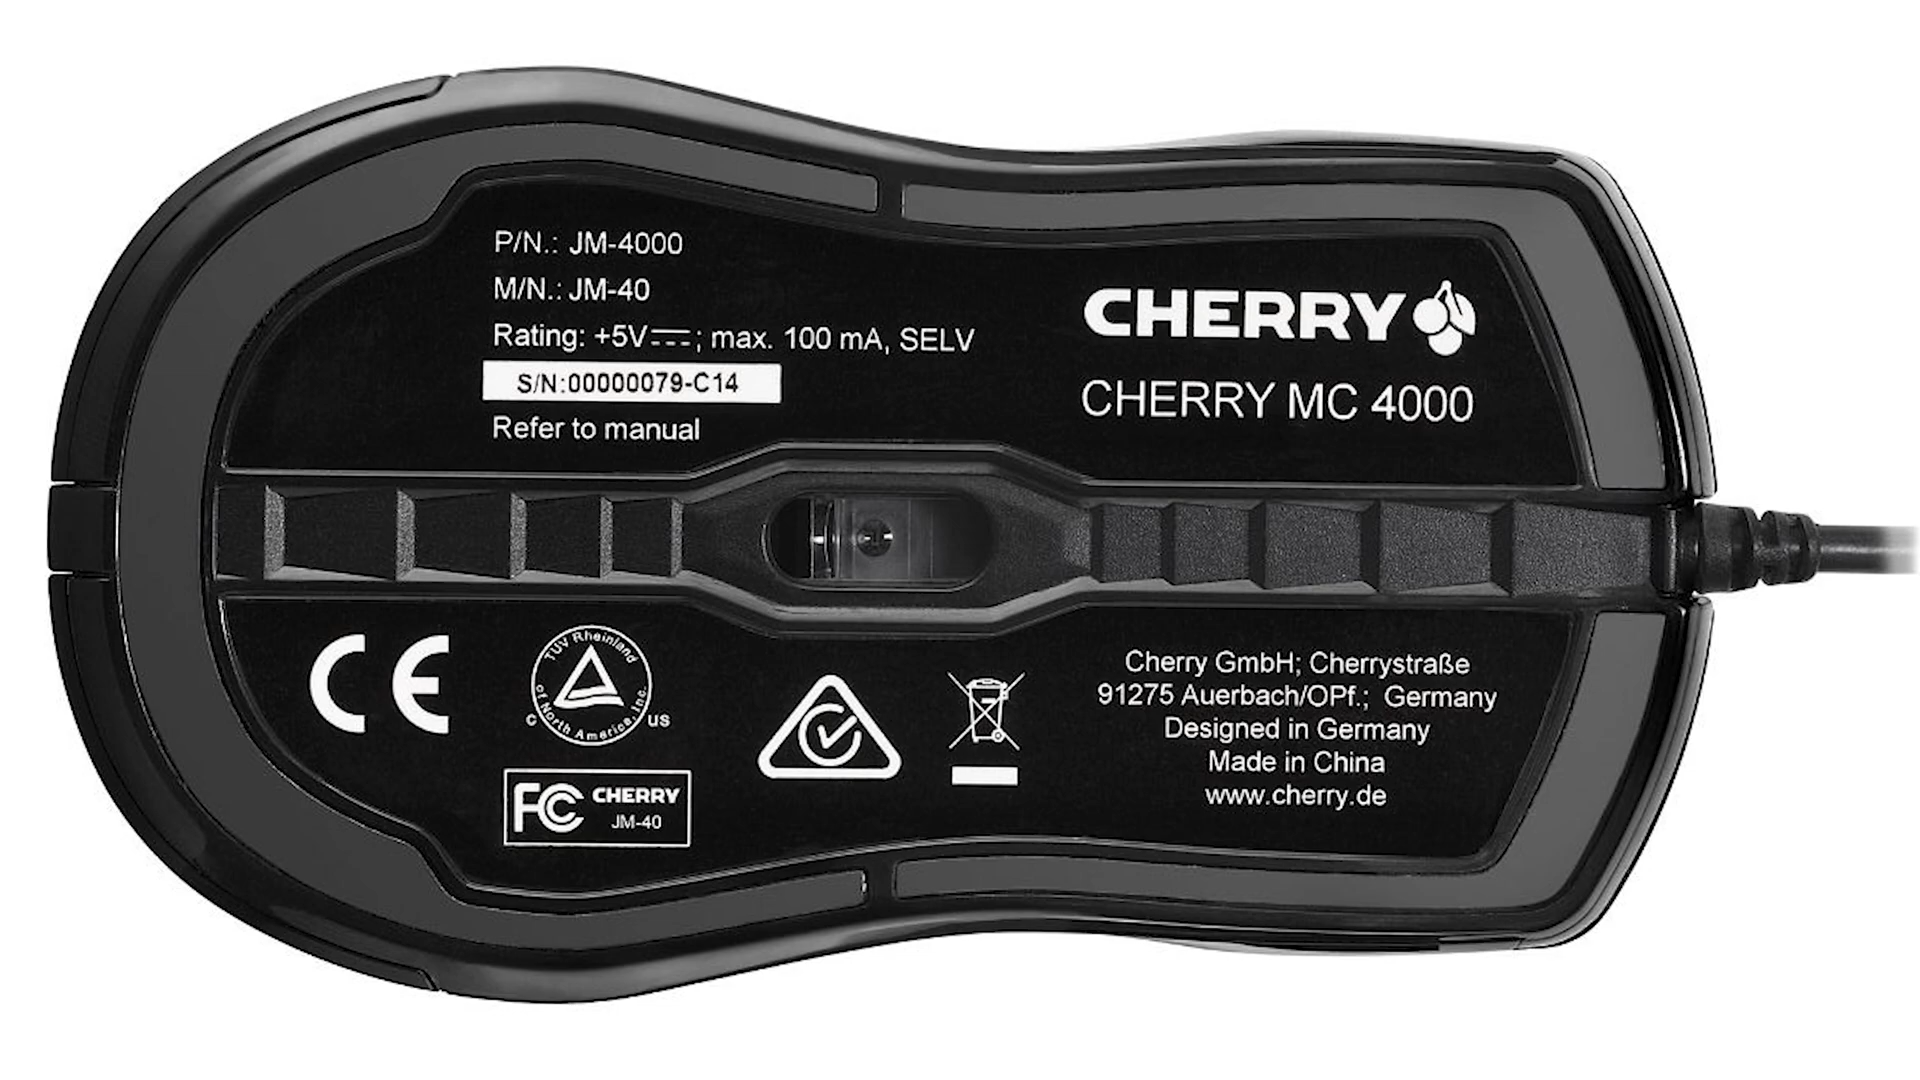 P/N.: JM-4000
M/N.: JM-40
Rating: +5V⎓; max. 100 mA, SELV
S/N:00000079-C14
Refer to manual
CHERRY
CHERRY MC 4000
CE
TÜV Rheinland
of North America, Inc.
C US
FC CHERRY
JM-40
Cherry GmbH; Cherrystraße
91275 Auerbach/OPf.; Germany
Designed in Germany
Made in China
www.cherry.de